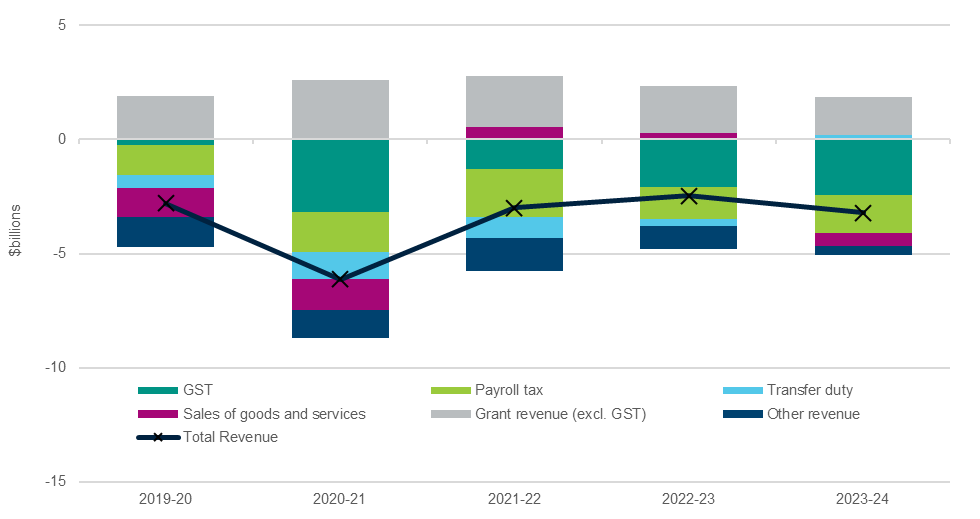 5
0
-5
-10
-15
$billions
GST
Payroll tax
Transfer duty
Sales of goods and services
Grant revenue (excl. GST)
Other revenue
Total Revenue
2019-20
2020-21
2021-22
2022-23
2023-24